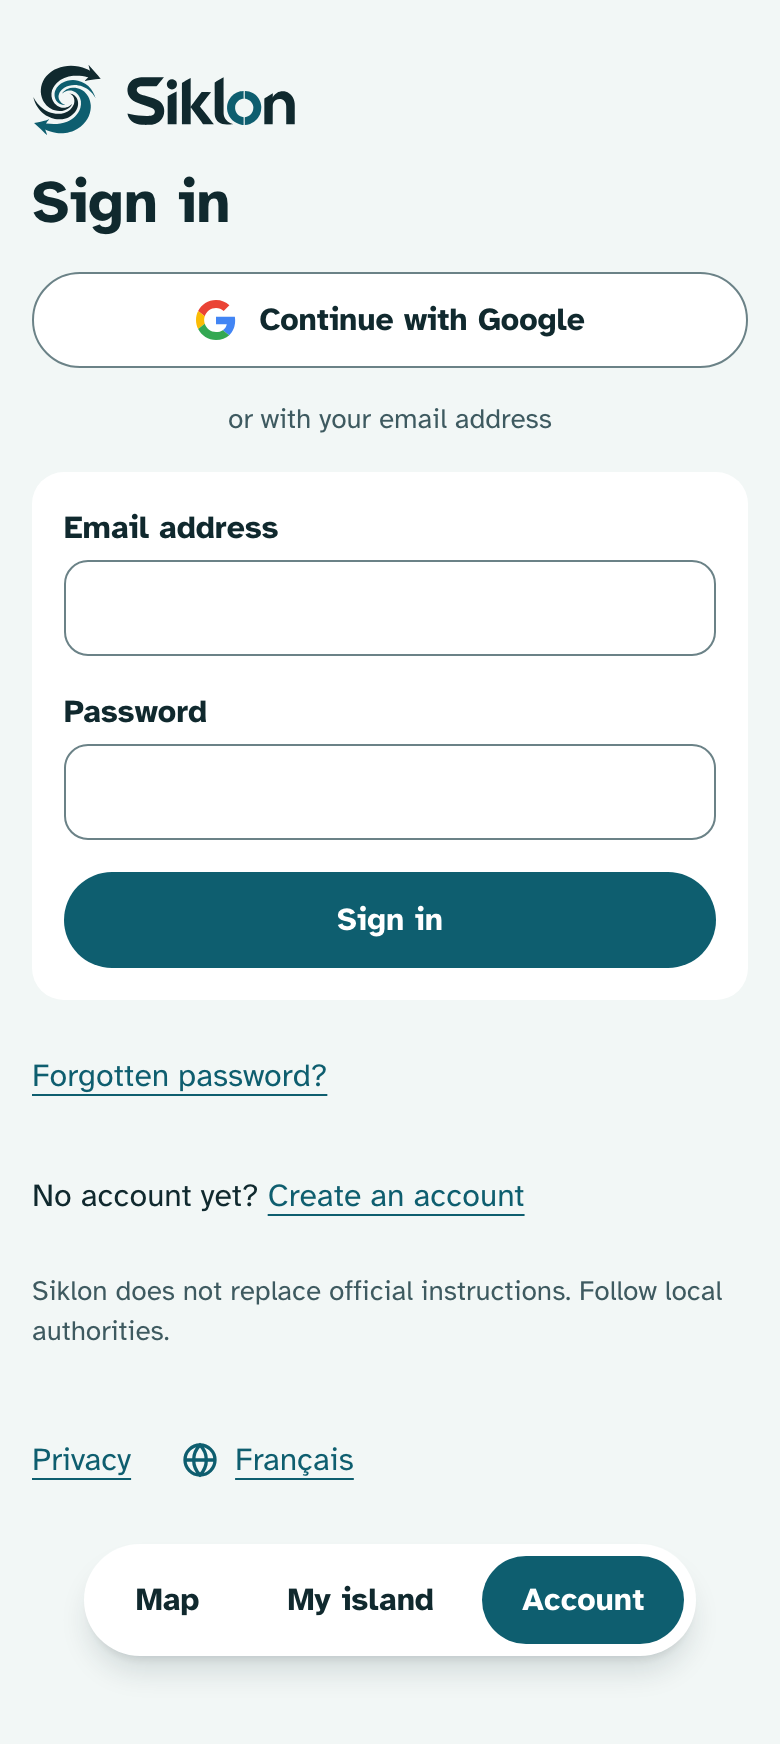 Siklon
Sign in
Continue with Google
or with your email address
Email address
Password
Sign in
Forgotten password?
No account yet? Create an account
Siklon does not replace official instructions. Follow local
authorities.
Privacy Français
Map My island Account